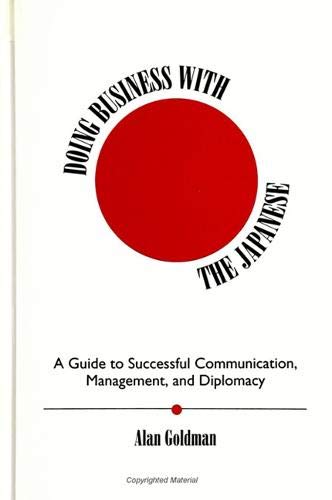 DOING BUSINESS WITH
THE JAPANESE
A Guide to Successful Communication,
Management, and Diplomacy
Alan Goldman
Copyrighted Material